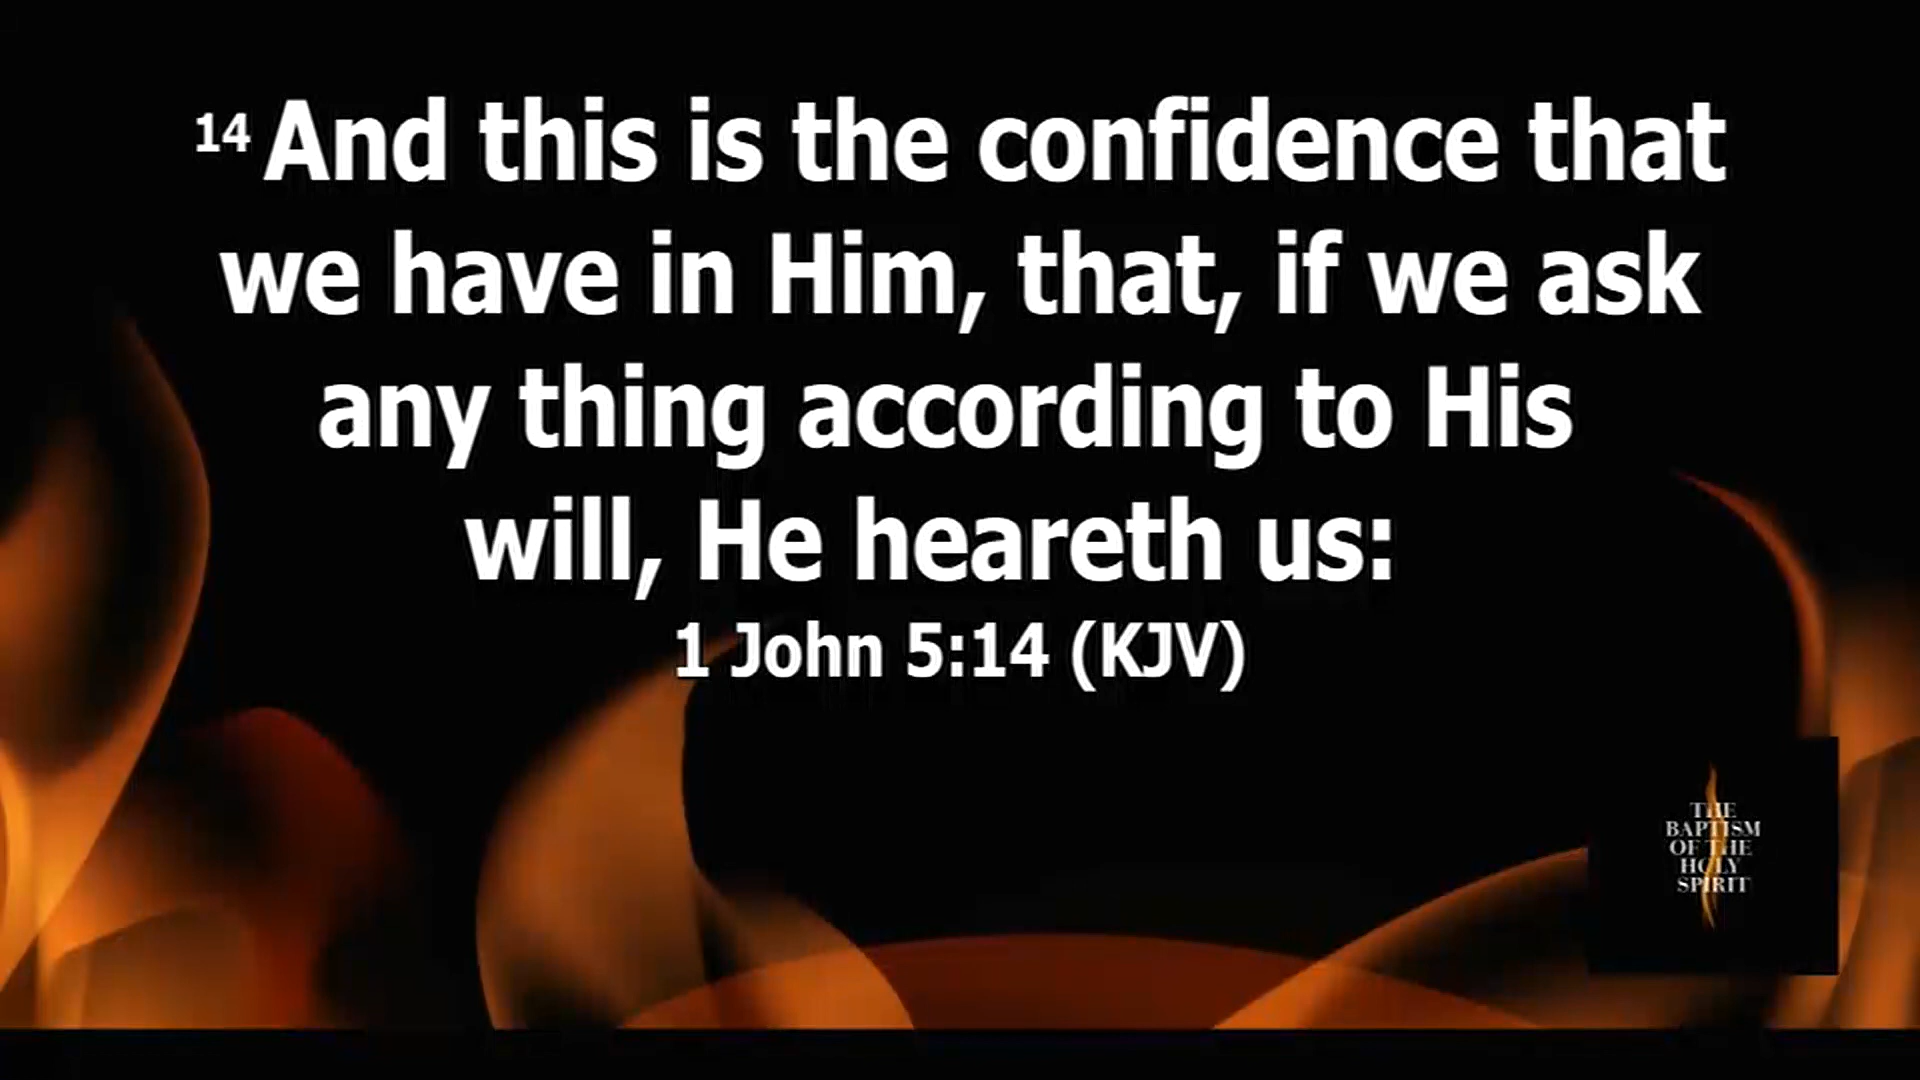 14 And this is the confidence that
we have in Him, that, if we ask
any thing according to His
will, He heareth us:
1 John 5:14 (KJV)
THE
BAPTISM
OF THE
HOLY
SPIRIT